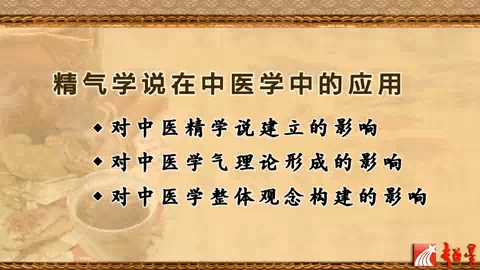 精气学说在中医学中的应用
◆ 对中医精学说建立的影响
◆ 对中医学气理论形成的影响
◆ 对中医学整体观念构建的影响
超星